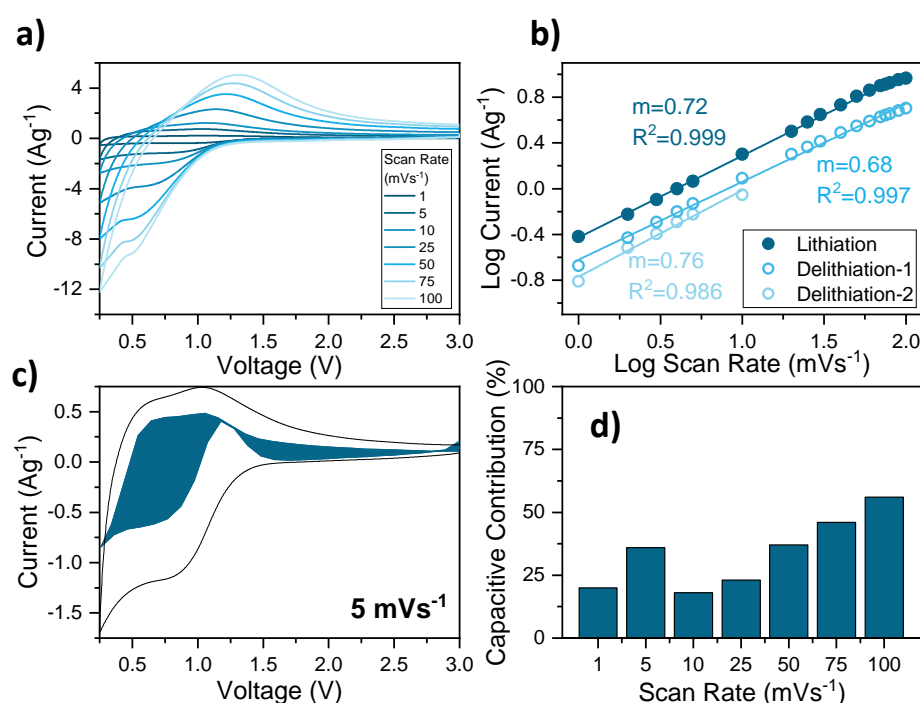 a)
4
0
-4
-8
-12
Current (Ag⁻¹)
0.5 1.0 1.5 2.0 2.5 3.0
Voltage (V)
Scan Rate
(mVs⁻¹)
1
5
10
25
50
75
100
b)
0.8
0.4
0.0
-0.4
-0.8
Log Current (Ag⁻¹)
m=0.72
R²=0.999
m=0.68
R²=0.997
m=0.76
R²=0.986
Lithiation
Delithiation-1
Delithiation-2
0.0 0.4 0.8 1.2 1.6 2.0
Log Scan Rate (mVs⁻¹)
c)
0.5
0.0
-0.5
-1.0
-1.5
Current (Ag⁻¹)
5 mVs⁻¹
0.5 1.0 1.5 2.0 2.5 3.0
Voltage (V)
d)
100
75
50
25
0
Capacitive Contribution (%)
1 5 10 25 50 75 100
Scan Rate (mVs⁻¹)